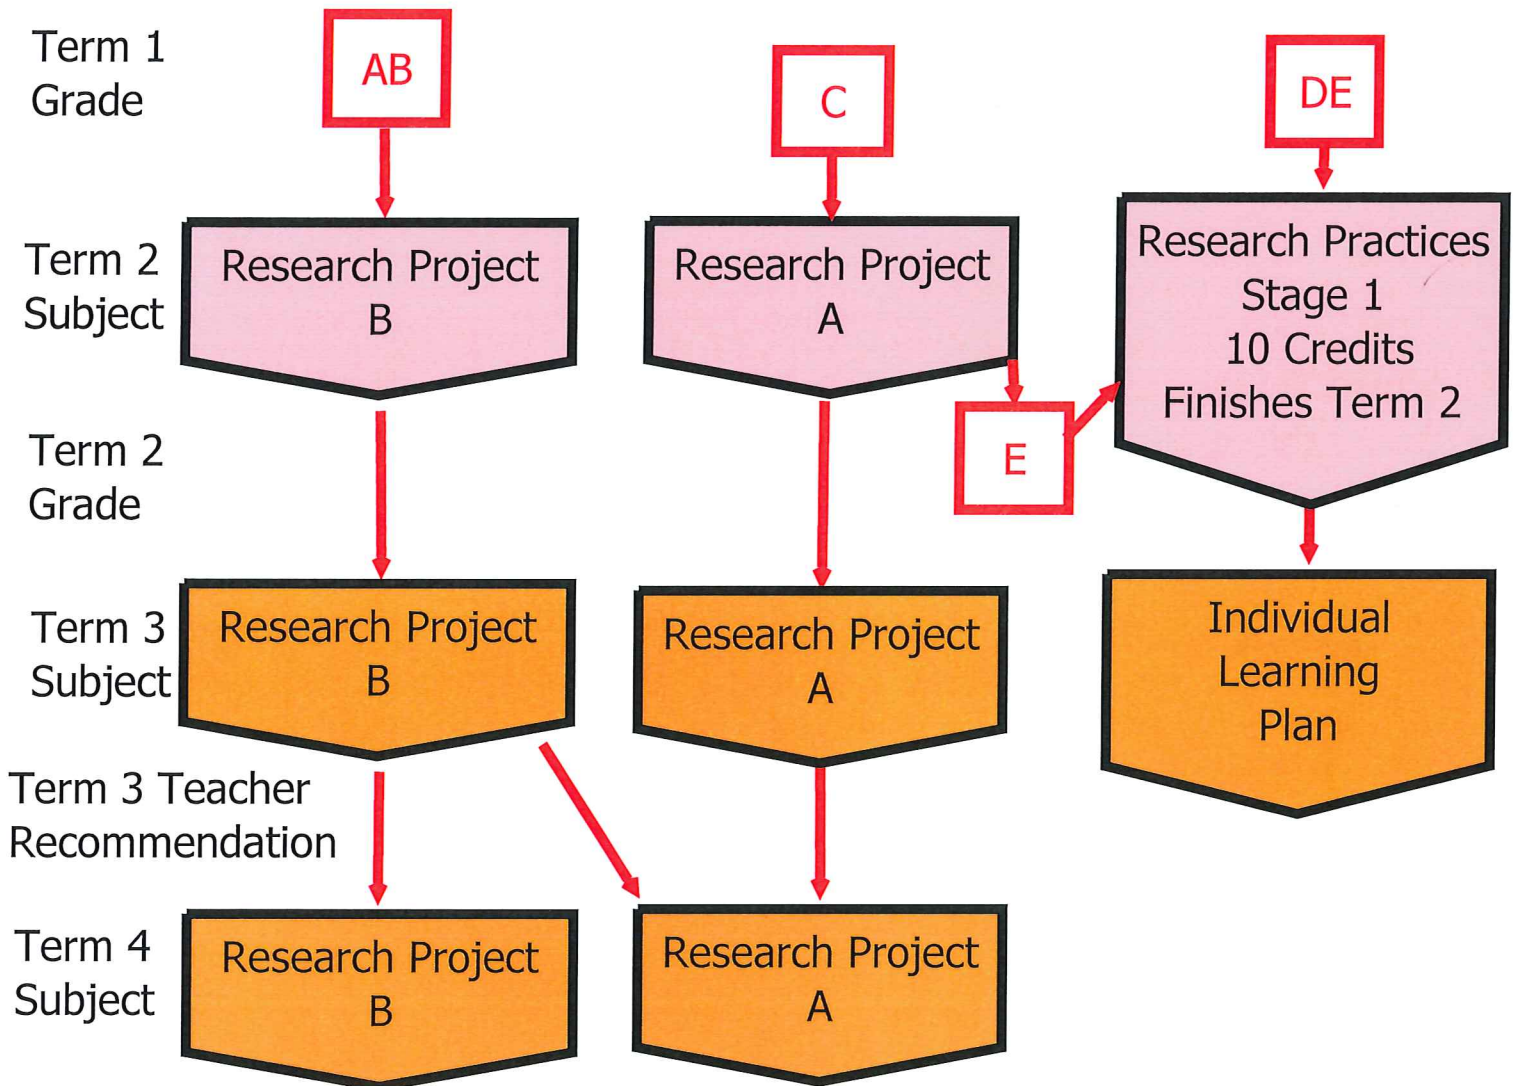 Term 1
Grade
AB
C
DE
Term 2
Subject
Research Project
B
Research Project
A
Research Practices
Stage 1
10 Credits
Finishes Term 2
Term 2
Grade
E
Term 3
Subject
Research Project
B
Research Project
A
Individual
Learning
Plan
Term 3 Teacher
Recommendation
Term 4
Subject
Research Project
B
Research Project
A